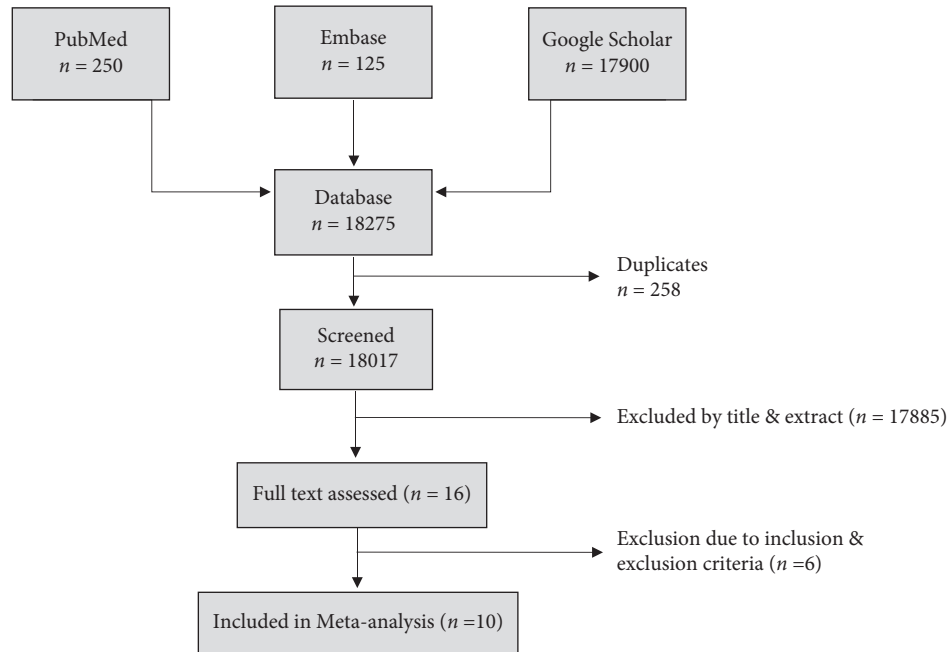 PubMed
n = 250
Embase
n = 125
Google Scholar
n = 17900
Database
n = 18275
Duplicates
n = 258
Screened
n = 18017
Excluded by title & extract (n = 17885)
Full text assessed (n = 16)
Exclusion due to inclusion &
exclusion criteria (n =6)
Included in Meta-analysis (n =10)